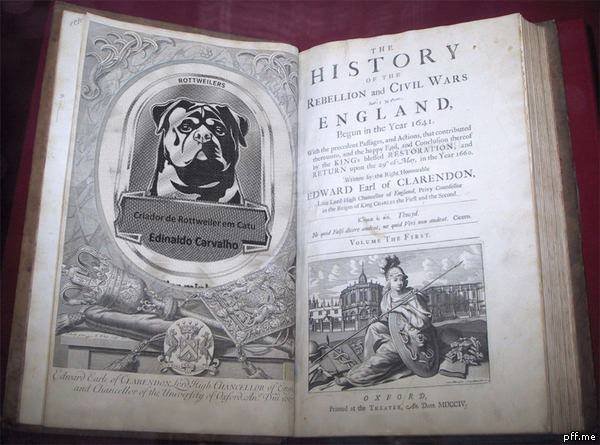 ROTTWEILERS
Criador de Rottweiler em Catu
Edinaldo Carvalho
Edward Earle of CLARENDON, Lord High CHANCELLOR of
and Chancellor of the University of Oxford. An.º Dni.
THE
HISTORY
OF THE
REBELLION and CIVIL WARS
IN
ENGLAND,
Begun in the Year 1641.
With the precedent Passages, and Actions, that contributed
thereunto, and the happy End, and Conclusion thereof
by the KING's blessed RESTORATION, and
RETURN upon the 29th of May, in the Year 1660.
Written by the Right Honourable
EDWARD Earl of CLARENDON,
Late Lord High Chancellour of England, Privy Counsellor
in the Reigns of King CHARLES the First and the Second.
Thucyd.
Ne quid Falsi dicere audeat, ne quid Veri non audeat. Cicero.
VOLUME THE FIRST.
OXFORD,
Printed at the THEATER, An. Dom. MDCCIV.
pff.me